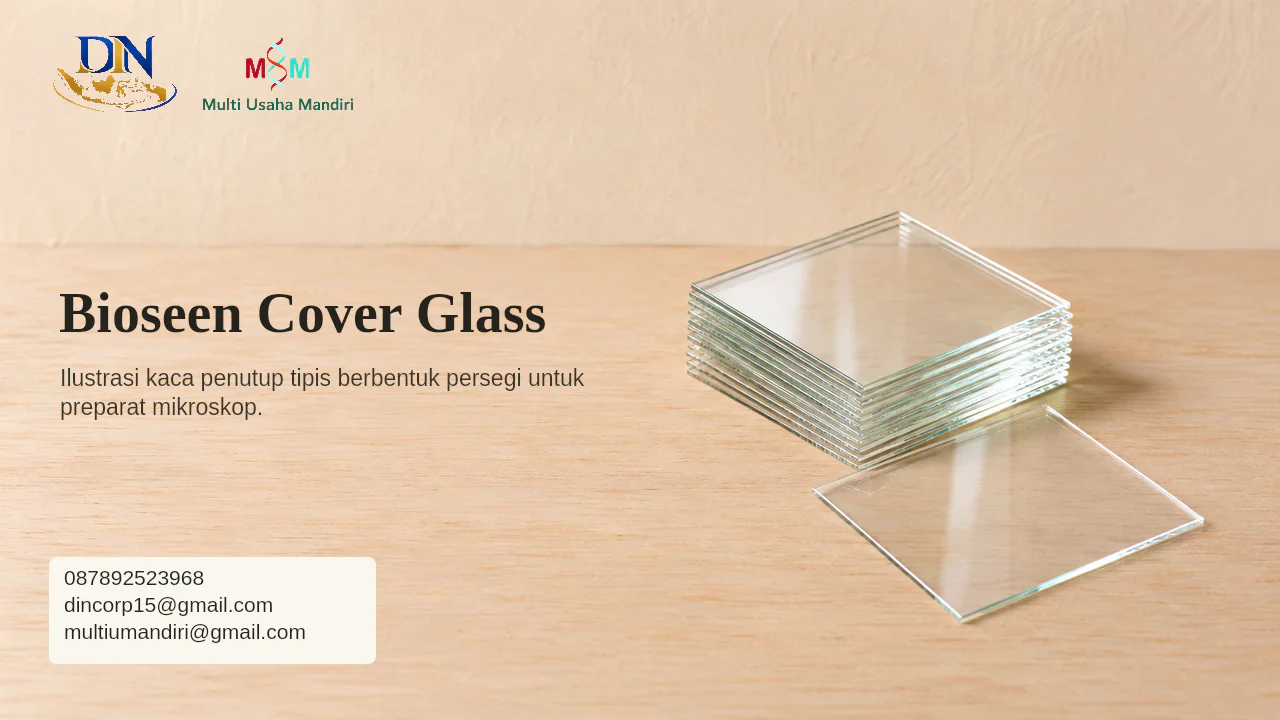 DN
MSM
Multi Usaha Mandiri
Bioseen Cover Glass
Ilustrasi kaca penutup tipis berbentuk persegi untuk
preparat mikroskop.
087892523968
dincorp15@gmail.com
multiumandiri@gmail.com